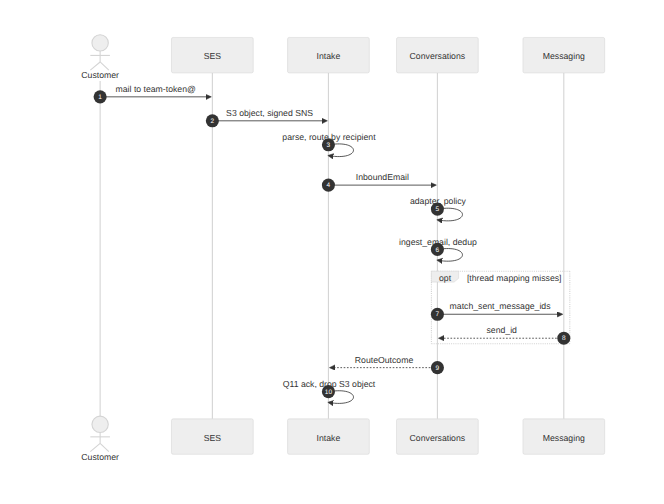 Customer
SES
Intake
Conversations
Messaging
mail to team-token@
1
S3 object, signed SNS
2
parse, route by recipient
3
InboundEmail
4
adapter, policy
5
ingest_email, dedup
6
opt [thread mapping misses]
match_sent_message_ids
7
send_id
8
RouteOutcome
9
Q11 ack, drop S3 object
10
Customer
SES
Intake
Conversations
Messaging